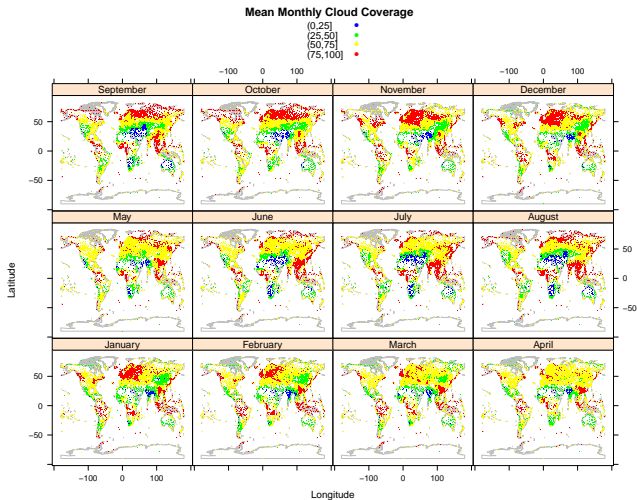 Mean Monthly Cloud Coverage
(0,25]
(25,50]
(50,75]
(75,100]
−100 0 100 −100 0 100
September October November December
50
0
−50
May June July August
50
0
−50
January February March April
50
0
−50
−100 0 100 −100 0 100
Latitude
Longitude